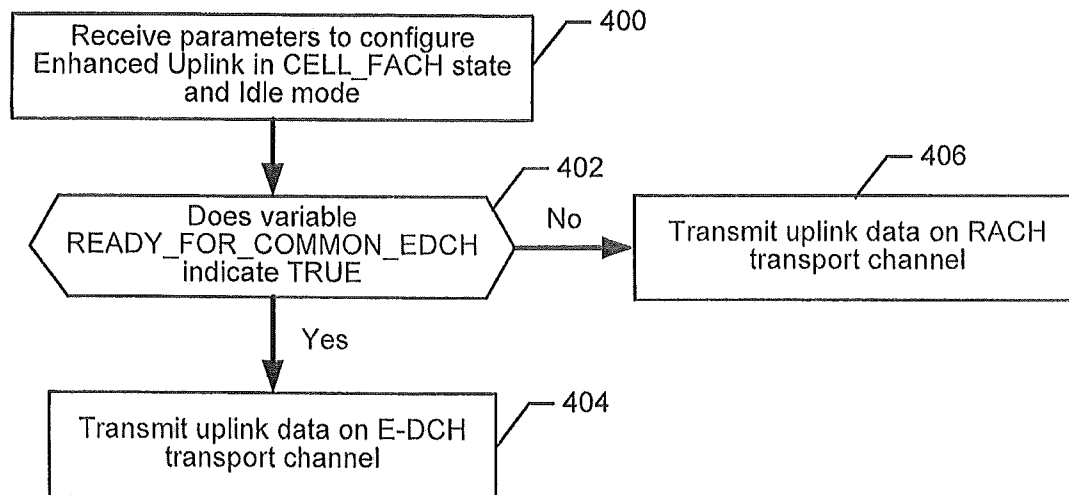 Receive parameters to configure
Enhanced Uplink in CELL_FACH state
and Idle mode
400
Does variable
READY_FOR_COMMON_EDCH
indicate TRUE
402
No
Transmit uplink data on RACH
transport channel
406
Yes
Transmit uplink data on E-DCH
transport channel
404